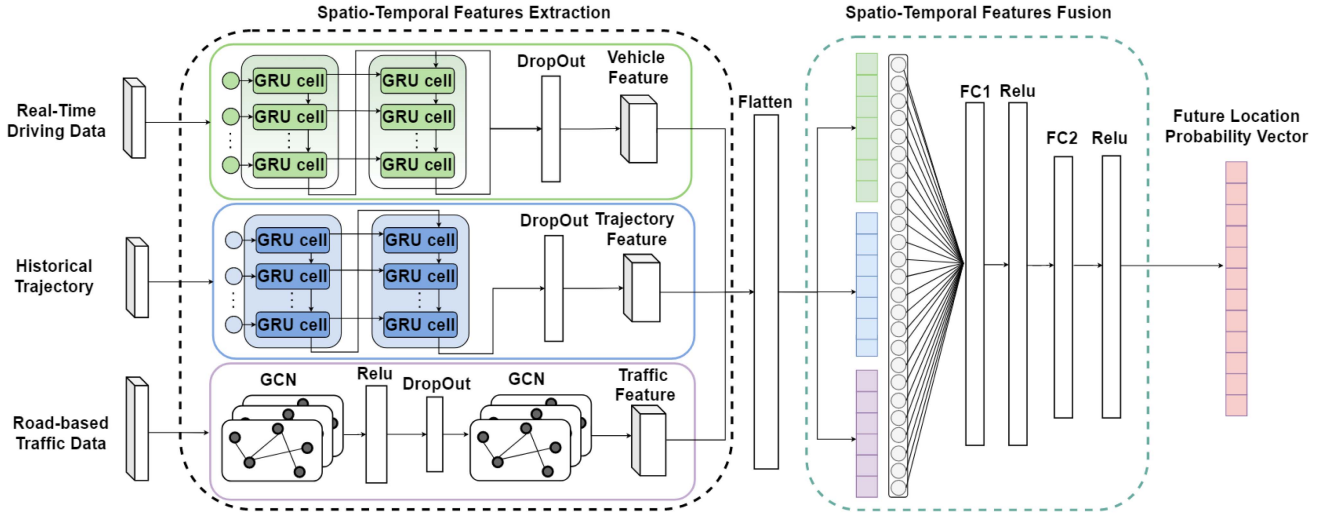 Spatio-Temporal Features Extraction
Spatio-Temporal Features Fusion
Real-Time
Driving Data
GRU cell
GRU cell
GRU cell
GRU cell
GRU cell
GRU cell
DropOut
Vehicle
Feature
Historical
Trajectory
GRU cell
GRU cell
GRU cell
GRU cell
GRU cell
GRU cell
DropOut
Trajectory
Feature
Road-based
Traffic Data
GCN
Relu
DropOut
GCN
Traffic
Feature
Flatten
FC1
Relu
FC2
Relu
Future Location
Probability Vector